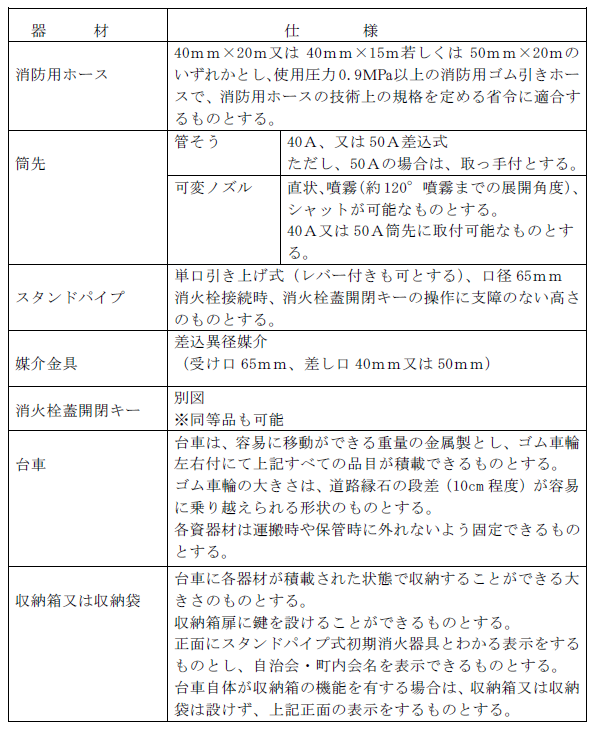 器　材　仕　様
消防用ホース
40ｍｍ×20ｍ又は 40ｍｍ×15ｍ若しくは 50ｍｍ×20ｍの
いずれかとし、使用圧力０.９MPa以上の消防用ゴム引きホー
スで、消防用ホースの技術上の規格を定める省令に適合す
るものとする。
筒先
管そう
40Ａ、又は50Ａ差込式
ただし、50Ａの場合は、取っ手付とする。
可変ノズル
直状、噴霧（約120°噴霧までの展開角度）、
シャットが可能なものとする。
40Ａ又は50Ａ筒先に取付可能なものとす
る。
スタンドパイプ
単口引き上げ式（レバー付きも可とする）、口径65ｍｍ
消火栓接続時、消火栓蓋開閉キーの操作に支障のない高さ
のものとする。
媒介金具
差込異径媒介
（受け口65ｍｍ、差し口40ｍｍ又は50ｍｍ）
消火栓蓋開閉キー
別図
※同等品も可能
台車
台車は、容易に移動ができる重量の金属製とし、ゴム車輪
左右付にて上記すべての品目が積載できるものとする。
ゴム車輪の大きさは、道路縁石の段差（10㎝程度）が容易
に乗り越えられる形状のものとする。
各資器材は運搬時や保管時に外れないよう固定できるもの
とする。
収納箱又は収納袋
台車に各器材が積載された状態で収納することができる大
きさのものとする。
収納箱扉に鍵を設けることができるものとする。
正面にスタンドパイプ式初期消火器具とわかる表示をする
ものとし、自治会・町内会名を表示できるものとする。
台車自体が収納箱の機能を有する場合は、収納箱又は収納
袋は設けず、上記正面の表示をするものとする。